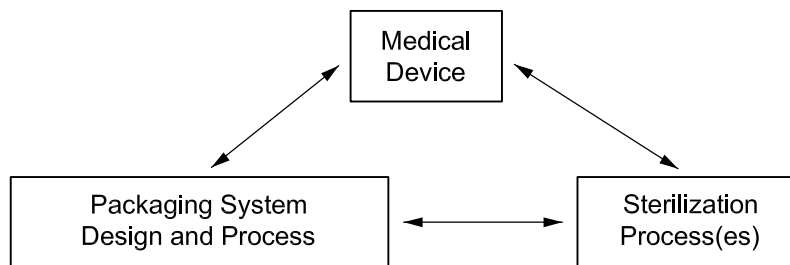 Medical
Device
Packaging System
Design and Process
Sterilization
Process(es)